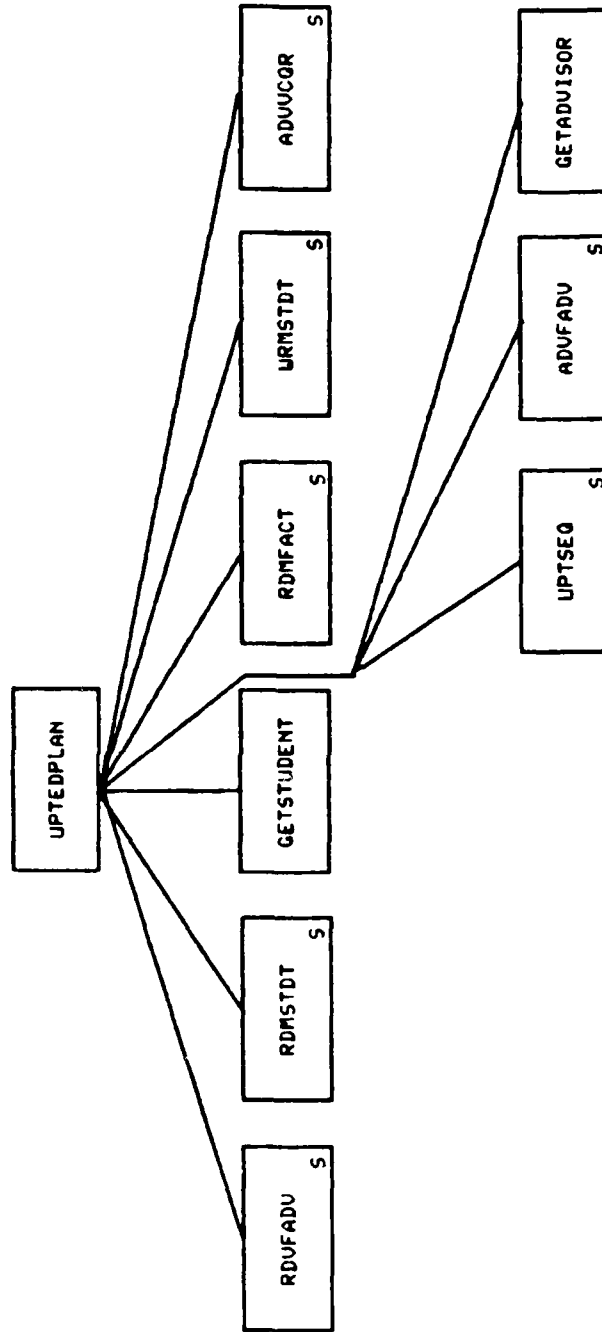 UPTEDPLAN
RDVFADV
S
RDMSTDT
S
GETSTUDENT
RDMFACT
S
WRMSTDT
S
ADVVCQR
S
UPTSEQ
S
ADVFADV
S
GETADVISOR